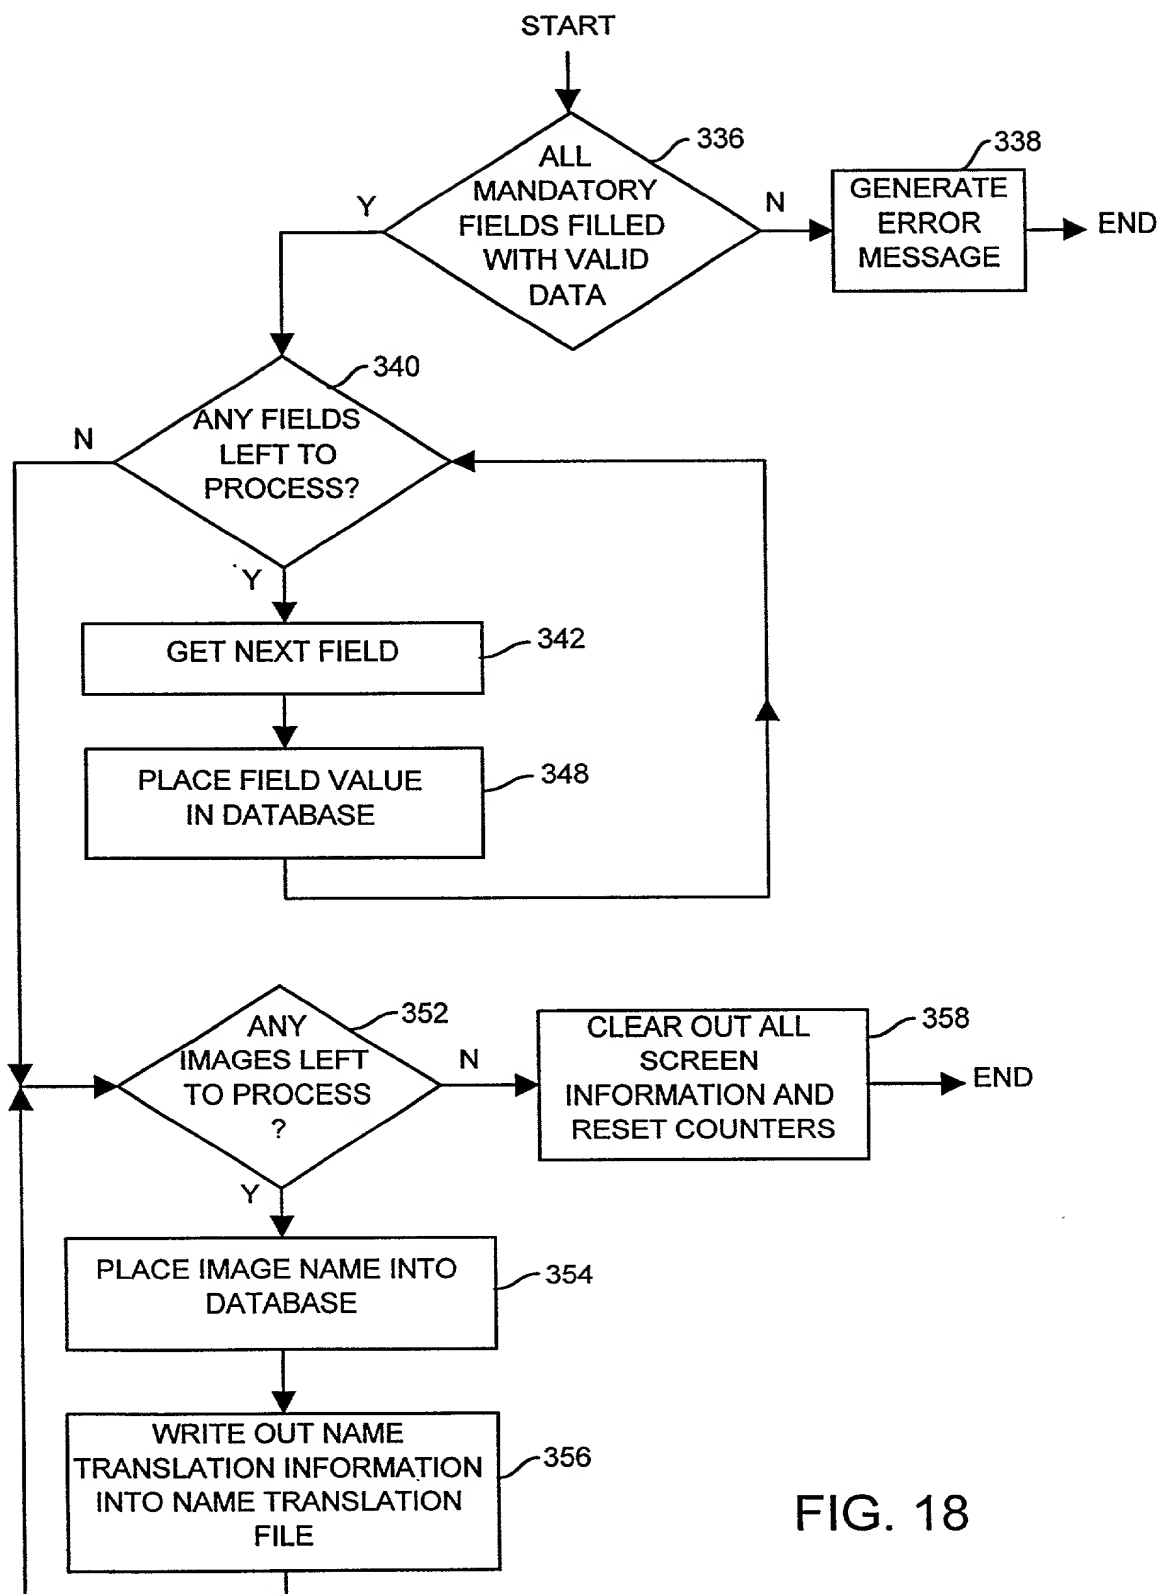 START
ALL
MANDATORY
FIELDS FILLED
WITH VALID
DATA
336
Y
N
338
GENERATE
ERROR
MESSAGE
END
340
ANY FIELDS
LEFT TO
PROCESS?
N
Y
GET NEXT FIELD
342
PLACE FIELD VALUE
IN DATABASE
348
352
ANY
IMAGES LEFT
TO PROCESS
?
N
CLEAR OUT ALL
SCREEN
INFORMATION AND
RESET COUNTERS
358
END
Y
PLACE IMAGE NAME INTO
DATABASE
354
WRITE OUT NAME
TRANSLATION INFORMATION
INTO NAME TRANSLATION
FILE
356
FIG. 18